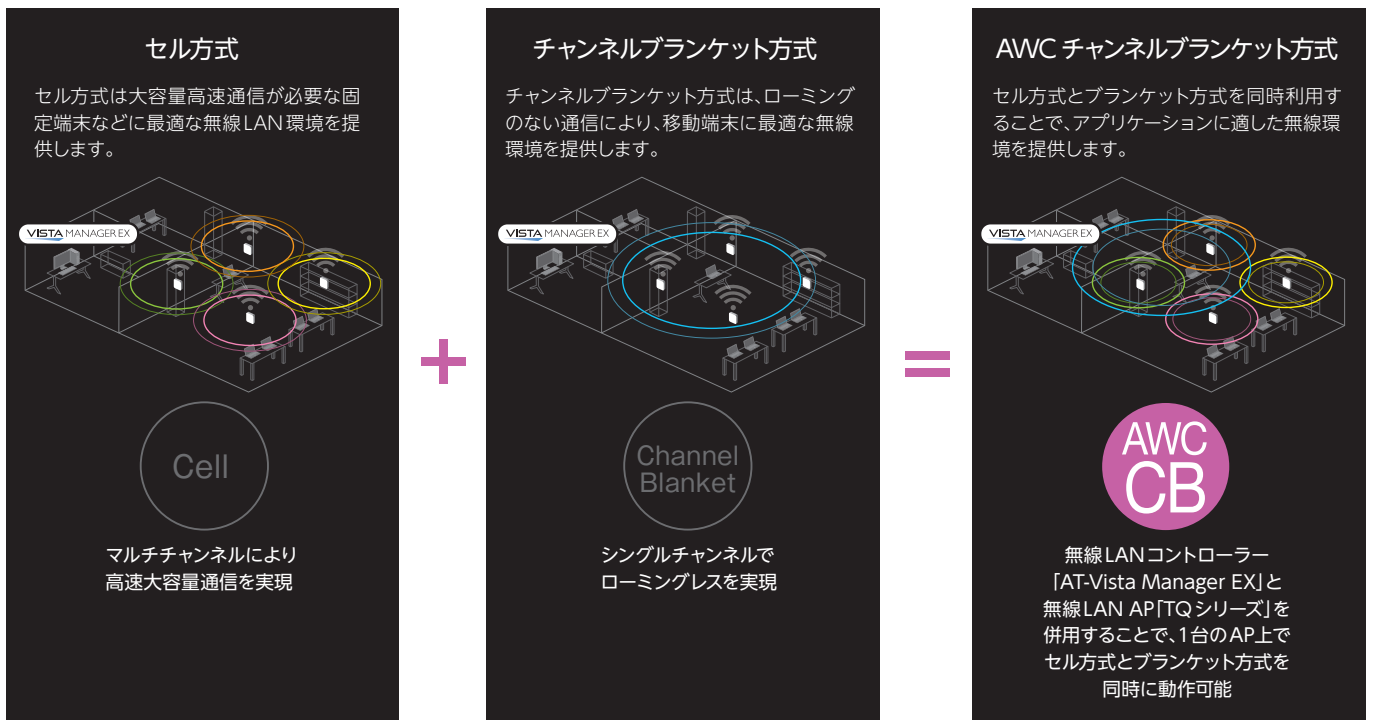 セル方式
セル方式は大容量高速通信が必要な固
定端末などに最適な無線LAN環境を提
供します。
VISTA MANAGER EX
Cell
マルチチャンネルにより
高速大容量通信を実現
+
チャンネルブランケット方式
チャンネルブランケット方式は、ローミング
のない通信により、移動端末に最適な無線
環境を提供します。
VISTA MANAGER EX
Channel
Blanket
シングルチャンネルで
ローミングレスを実現
=
AWC チャンネルブランケット方式
セル方式とブランケット方式を同時利用す
ることで、アプリケーションに適した無線環
境を提供します。
VISTA MANAGER EX
AWC
CB
無線LANコントローラー
「AT-Vista Manager EX」と
無線LAN AP「TQシリーズ」を
併用することで、1台のAP上で
セル方式とブランケット方式を
同時に動作可能